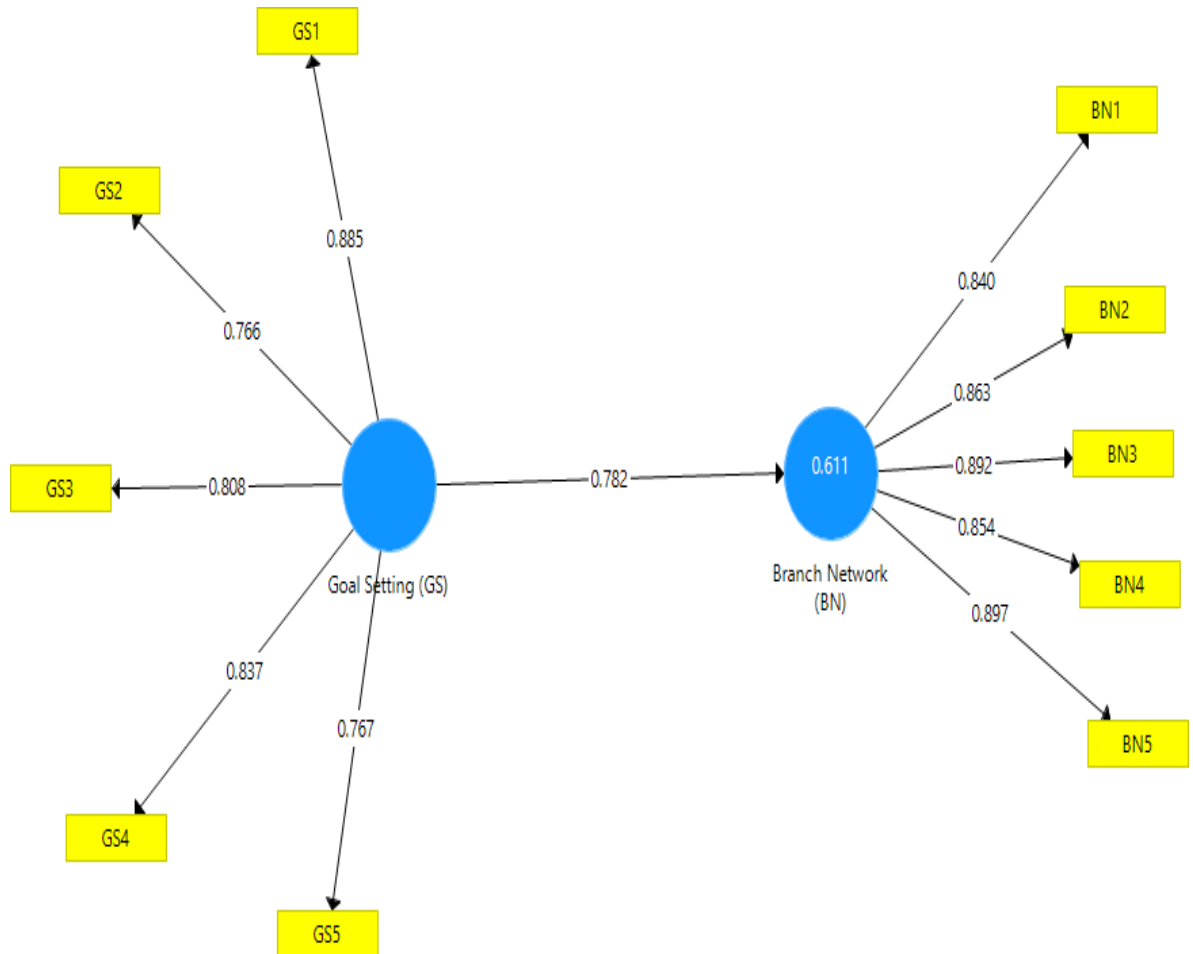 GS1
BN1
GS2
0.885
0.840
BN2
0.766
0.863
BN3
0.892
0.611
GS3
0.808
0.782
0.854
Goal Setting (GS)
Branch Network
(BN)
BN4
0.897
0.837
0.767
BN5
GS4
GS5